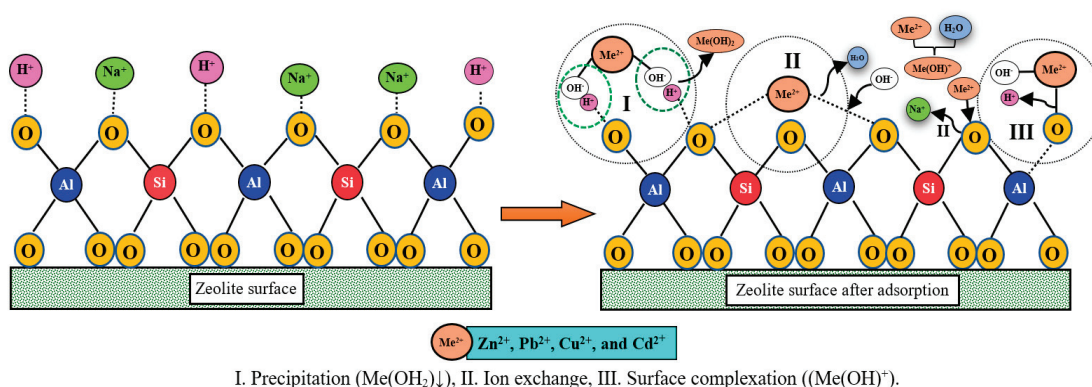 H⁺ Na⁺ H⁺ Na⁺ Na⁺ H⁺
O O O O O O
Al Si Al Si Al
O O O O O O O O O O
Zeolite surface
Me²⁺ Me(OH)₂ II H₂O Me²⁺ H₂O
OH⁻ OH⁻ Me²⁺ OH⁻ Me(OH)⁺ OH⁻ Me²⁺
H⁺ I H⁺ Na⁺ II Me²⁺ H⁺ III
O O O O O O
Al Si Al Si Al
O O O O O O O O O O
Zeolite surface after adsorption
Me²⁺ Zn²⁺, Pb²⁺, Cu²⁺, and Cd²⁺
I. Precipitation (Me(OH₂)↓), II. Ion exchange, III. Surface complexation ((Me(OH)⁺).